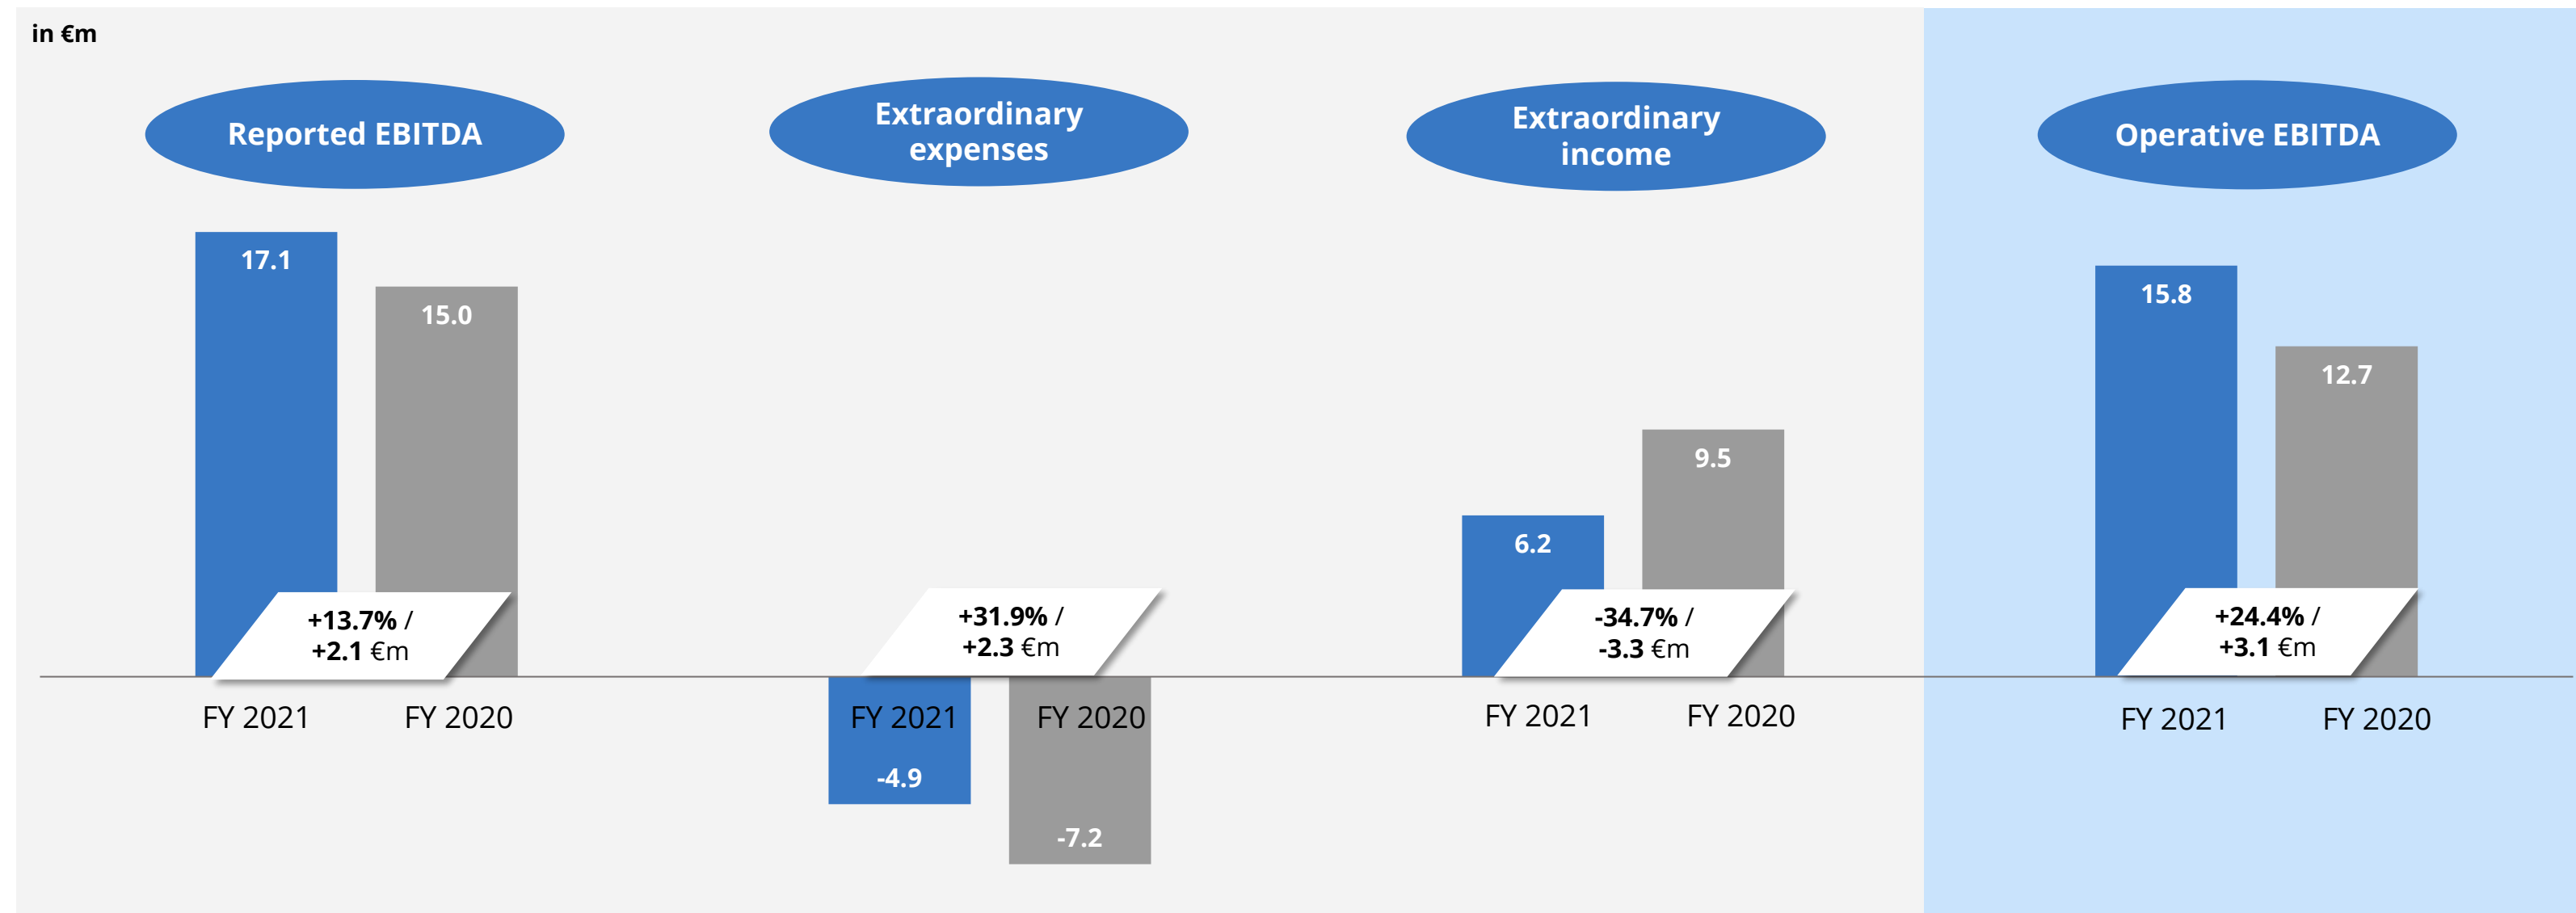 in €m
Reported EBITDA
17.1
15.0
+13.7% /
+2.1 €m
FY 2021
FY 2020
Extraordinary
expenses
+31.9% /
+2.3 €m
FY 2021
FY 2020
-4.9
-7.2
Extraordinary
income
9.5
6.2
-34.7% /
-3.3 €m
FY 2021
FY 2020
Operative EBITDA
15.8
12.7
+24.4% /
+3.1 €m
FY 2021
FY 2020